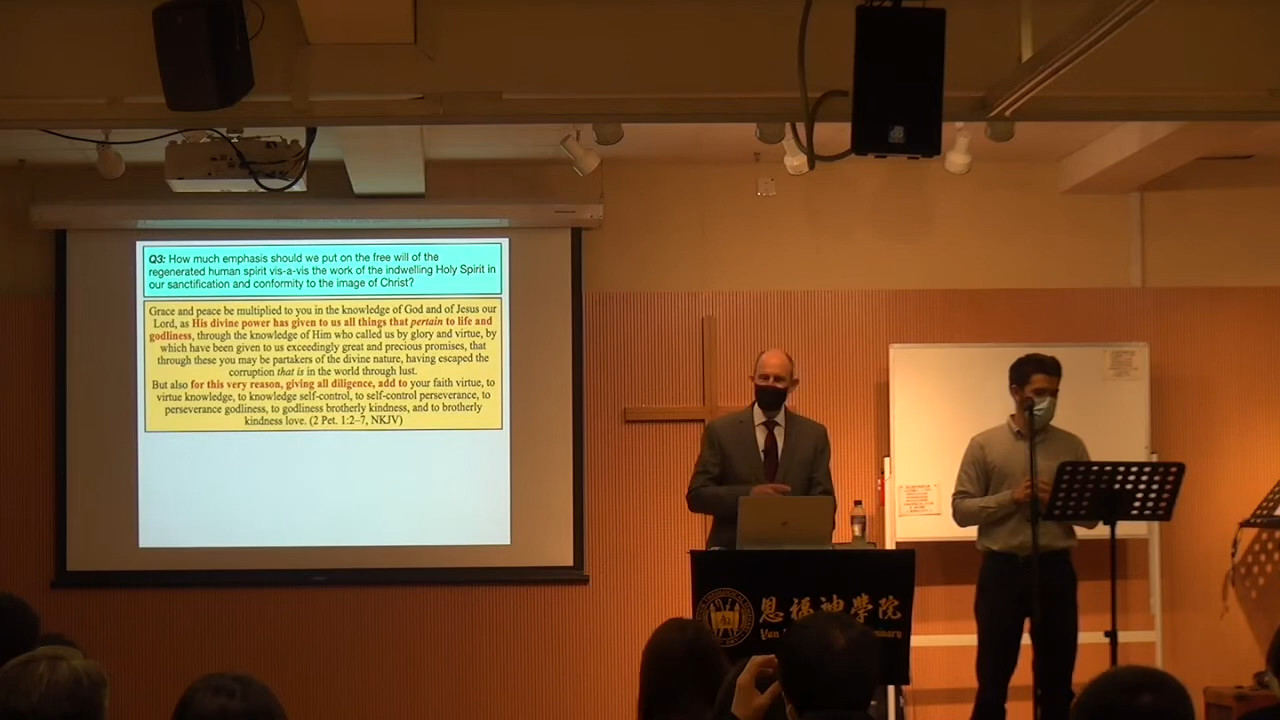 Q3: How much emphasis should we put on the free will of the
regenerated human spirit vis-a-vis the work of the indwelling Holy Spirit in
our sanctification and conformity to the image of Christ?
Grace and peace be multiplied to you in the knowledge of God and of Jesus our
Lord, as His divine power has given to us all things that pertain to life and
godliness, through the knowledge of Him who called us by glory and virtue, by
which have been given to us exceedingly great and precious promises, that
through these you may be partakers of the divine nature, having escaped the
corruption that is in the world through lust.
But also for this very reason, giving all diligence, add to your faith virtue, to
virtue knowledge, to knowledge self-control, to self-control perseverance, to
perseverance godliness, to godliness brotherly kindness, and to brotherly
kindness love. (2 Pet. 1:2–7, NKJV)
恩福神學院